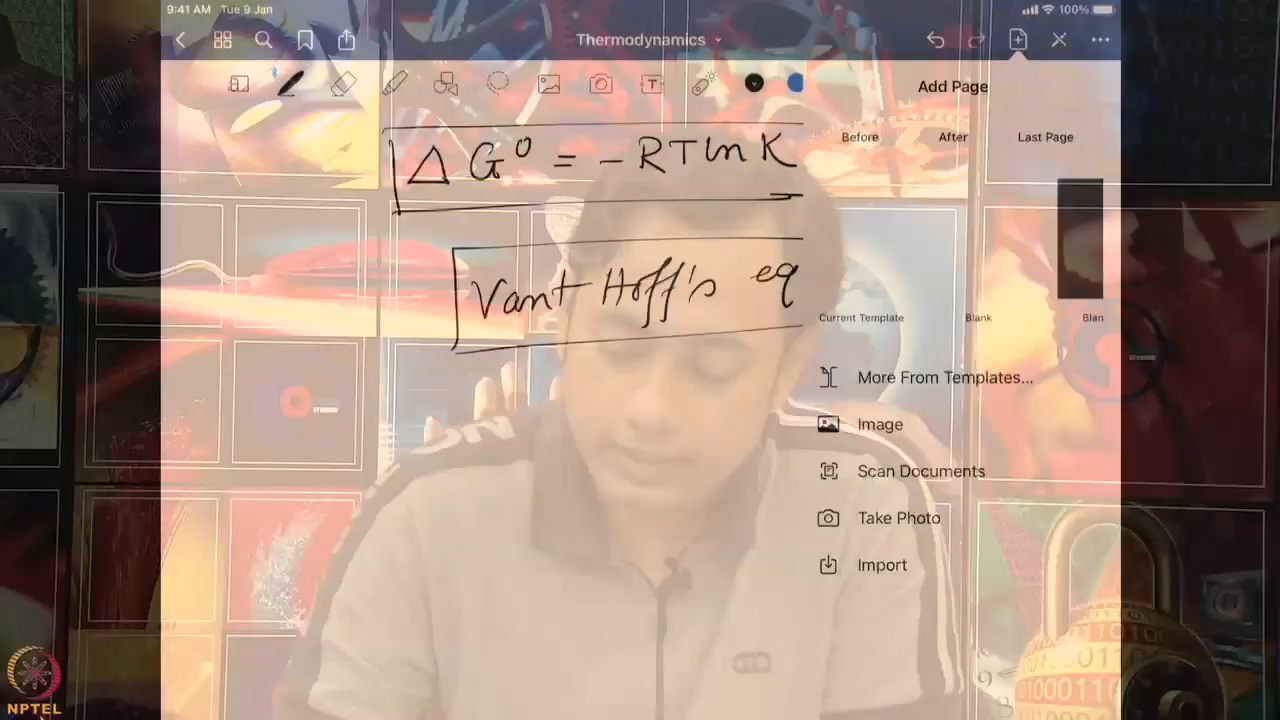 9:41 AM Tue 9 Jan
100%
Thermodynamics
T
Add Page
Before After Last Page
Δ G° = - RT ln K
Vant Hoff's eq
Current Template Blank Blan
More From Templates...
Image
Scan Documents
Take Photo
Import
NPTEL